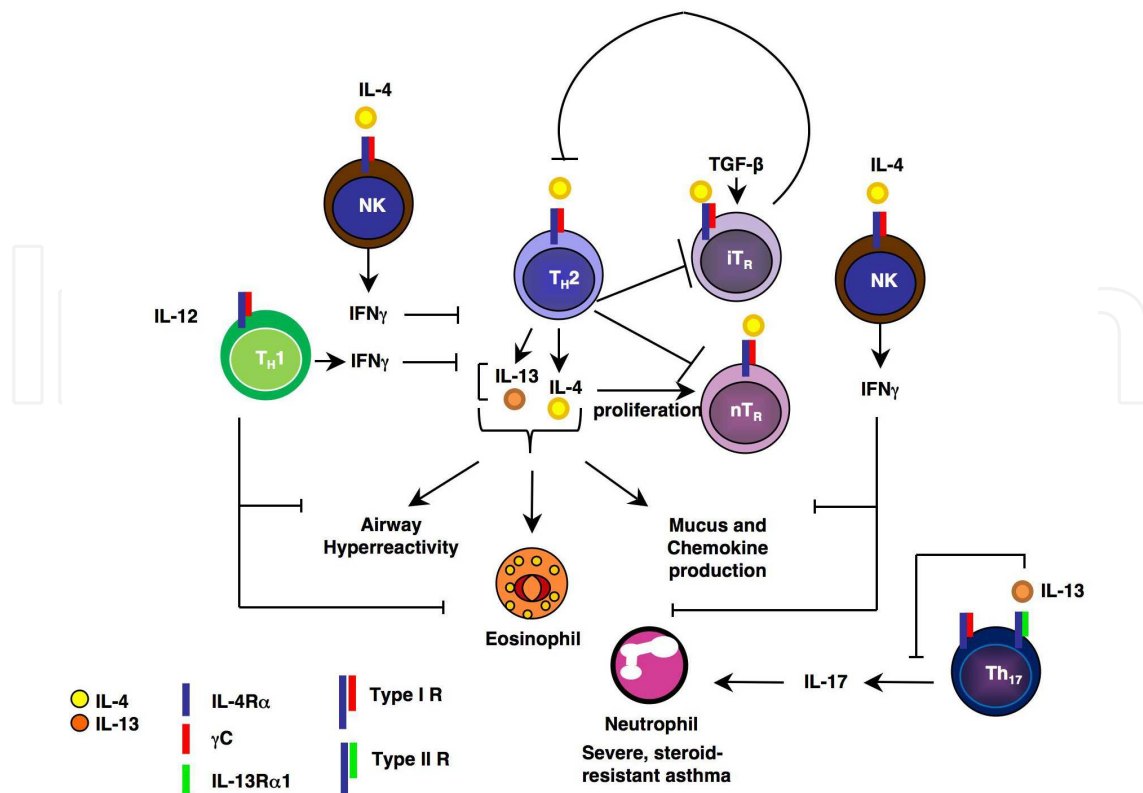 IL-4
NK
IFNγ
IL-12
TH1
IFNγ
TH2
IL-13
IL-4
proliferation
TGF-β
iTR
nTR
IL-4
NK
IFNγ
Airway
Hyperreactivity
Eosinophil
Mucus and
Chemokine
production
IL-13
Th17
IL-17
Neutrophil
Severe, steroid-
resistant asthma
IL-4
IL-13
IL-4Rα
γC
IL-13Rα1
Type I R
Type II R